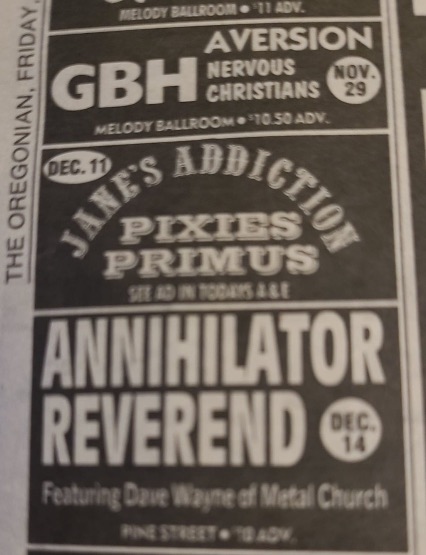 THE OREGONIAN, FRIDAY,
MELODY BALLROOM • $11 ADV.
AVERSION
GBH
NERVOUS
CHRISTIANS
NOV.
29
MELODY BALLROOM • $10.50 ADV.
DEC. 11
JANE'S ADDICTION
PIXIES
PRIMUS
SEE AD IN TODAYS A&E
ANNIHILATOR
REVEREND
DEC.
14
Featuring Dave Wayne of Metal Church
PINE STREET • ADV.